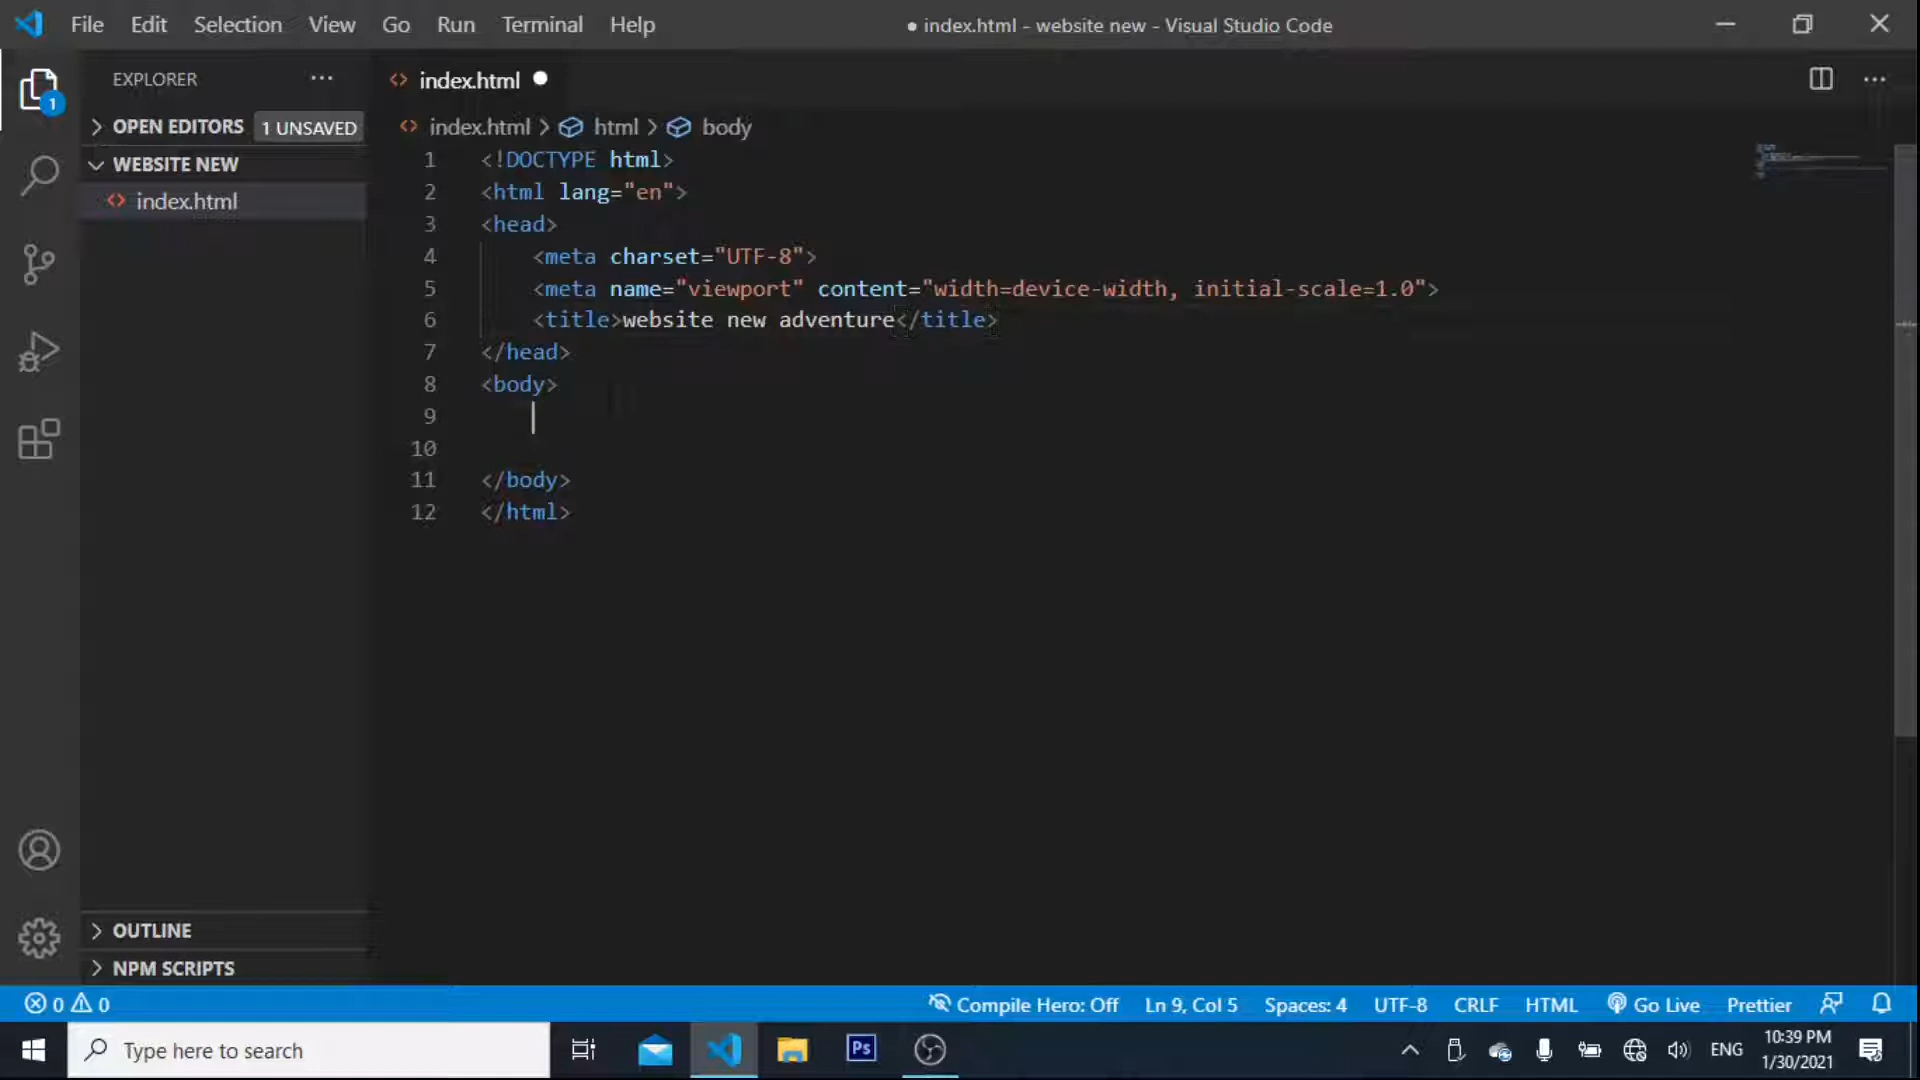 File Edit Selection View Go Run Terminal Help
● index.html - website new - Visual Studio Code
EXPLORER
1
OPEN EDITORS 1 UNSAVED
WEBSITE NEW
index.html
OUTLINE
NPM SCRIPTS
index.html
index.html > html > body
1 <!DOCTYPE html>
2 <html lang="en">
3 <head>
4 <meta charset="UTF-8">
5 <meta name="viewport" content="width=device-width, initial-scale=1.0">
6 <title>website new adventure</title>
7 </head>
8 <body>
9
10
11 </body>
12 </html>
0 0 Compile Hero: Off Ln 9, Col 5 Spaces: 4 UTF-8 CRLF HTML Go Live Prettier
Type here to search Ps ENG 10:39 PM
1/30/2021